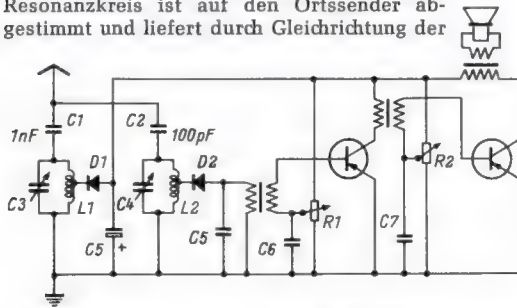 Resonanzkreis ist auf den Ortssender ab-
gestimmt und liefert durch Gleichrichtung der
C1
C2
1nF
100pF
D1
D2
C3
L1
C4
L2
R1
R2
C5
+
C5
C6
C7